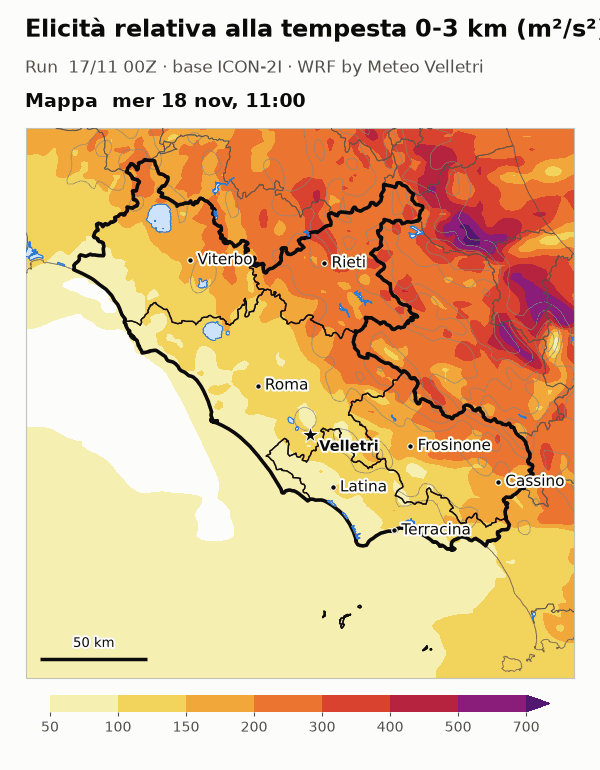 Elicità relativa alla tempesta 0-3 km (m²/s²)
Run  17/11 00Z · base ICON-2I · WRF by Meteo Velletri
Mappa  mer 18 nov, 11:00
Viterbo
Rieti
Roma
Velletri
Frosinone
Latina
Cassino
Terracina
50 km
50 100 150 200 300 400 500 700